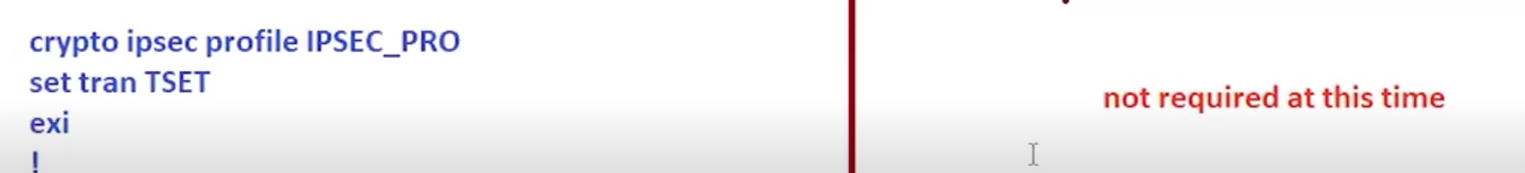 crypto ipsec profile IPSEC_PRO
set tran TSET
exi
!
not required at this time